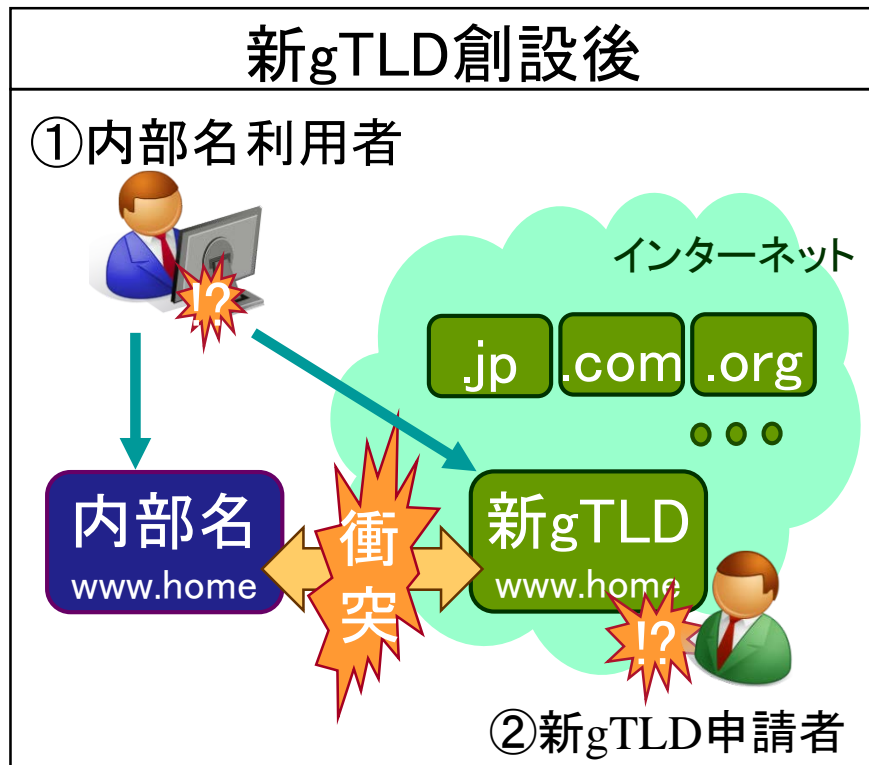 新gTLD創設後
①内部名利用者
!?
インターネット
.jp
.com
.org
内部名
www.home
衝
突
新gTLD
www.home
!?
②新gTLD申請者